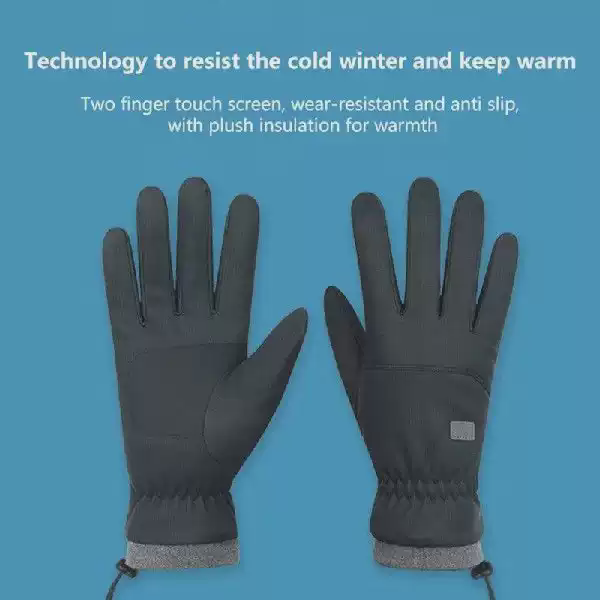 Technology to resist the cold winter and keep warm
Two finger touch screen, wear-resistant and anti slip,
with plush insulation for warmth